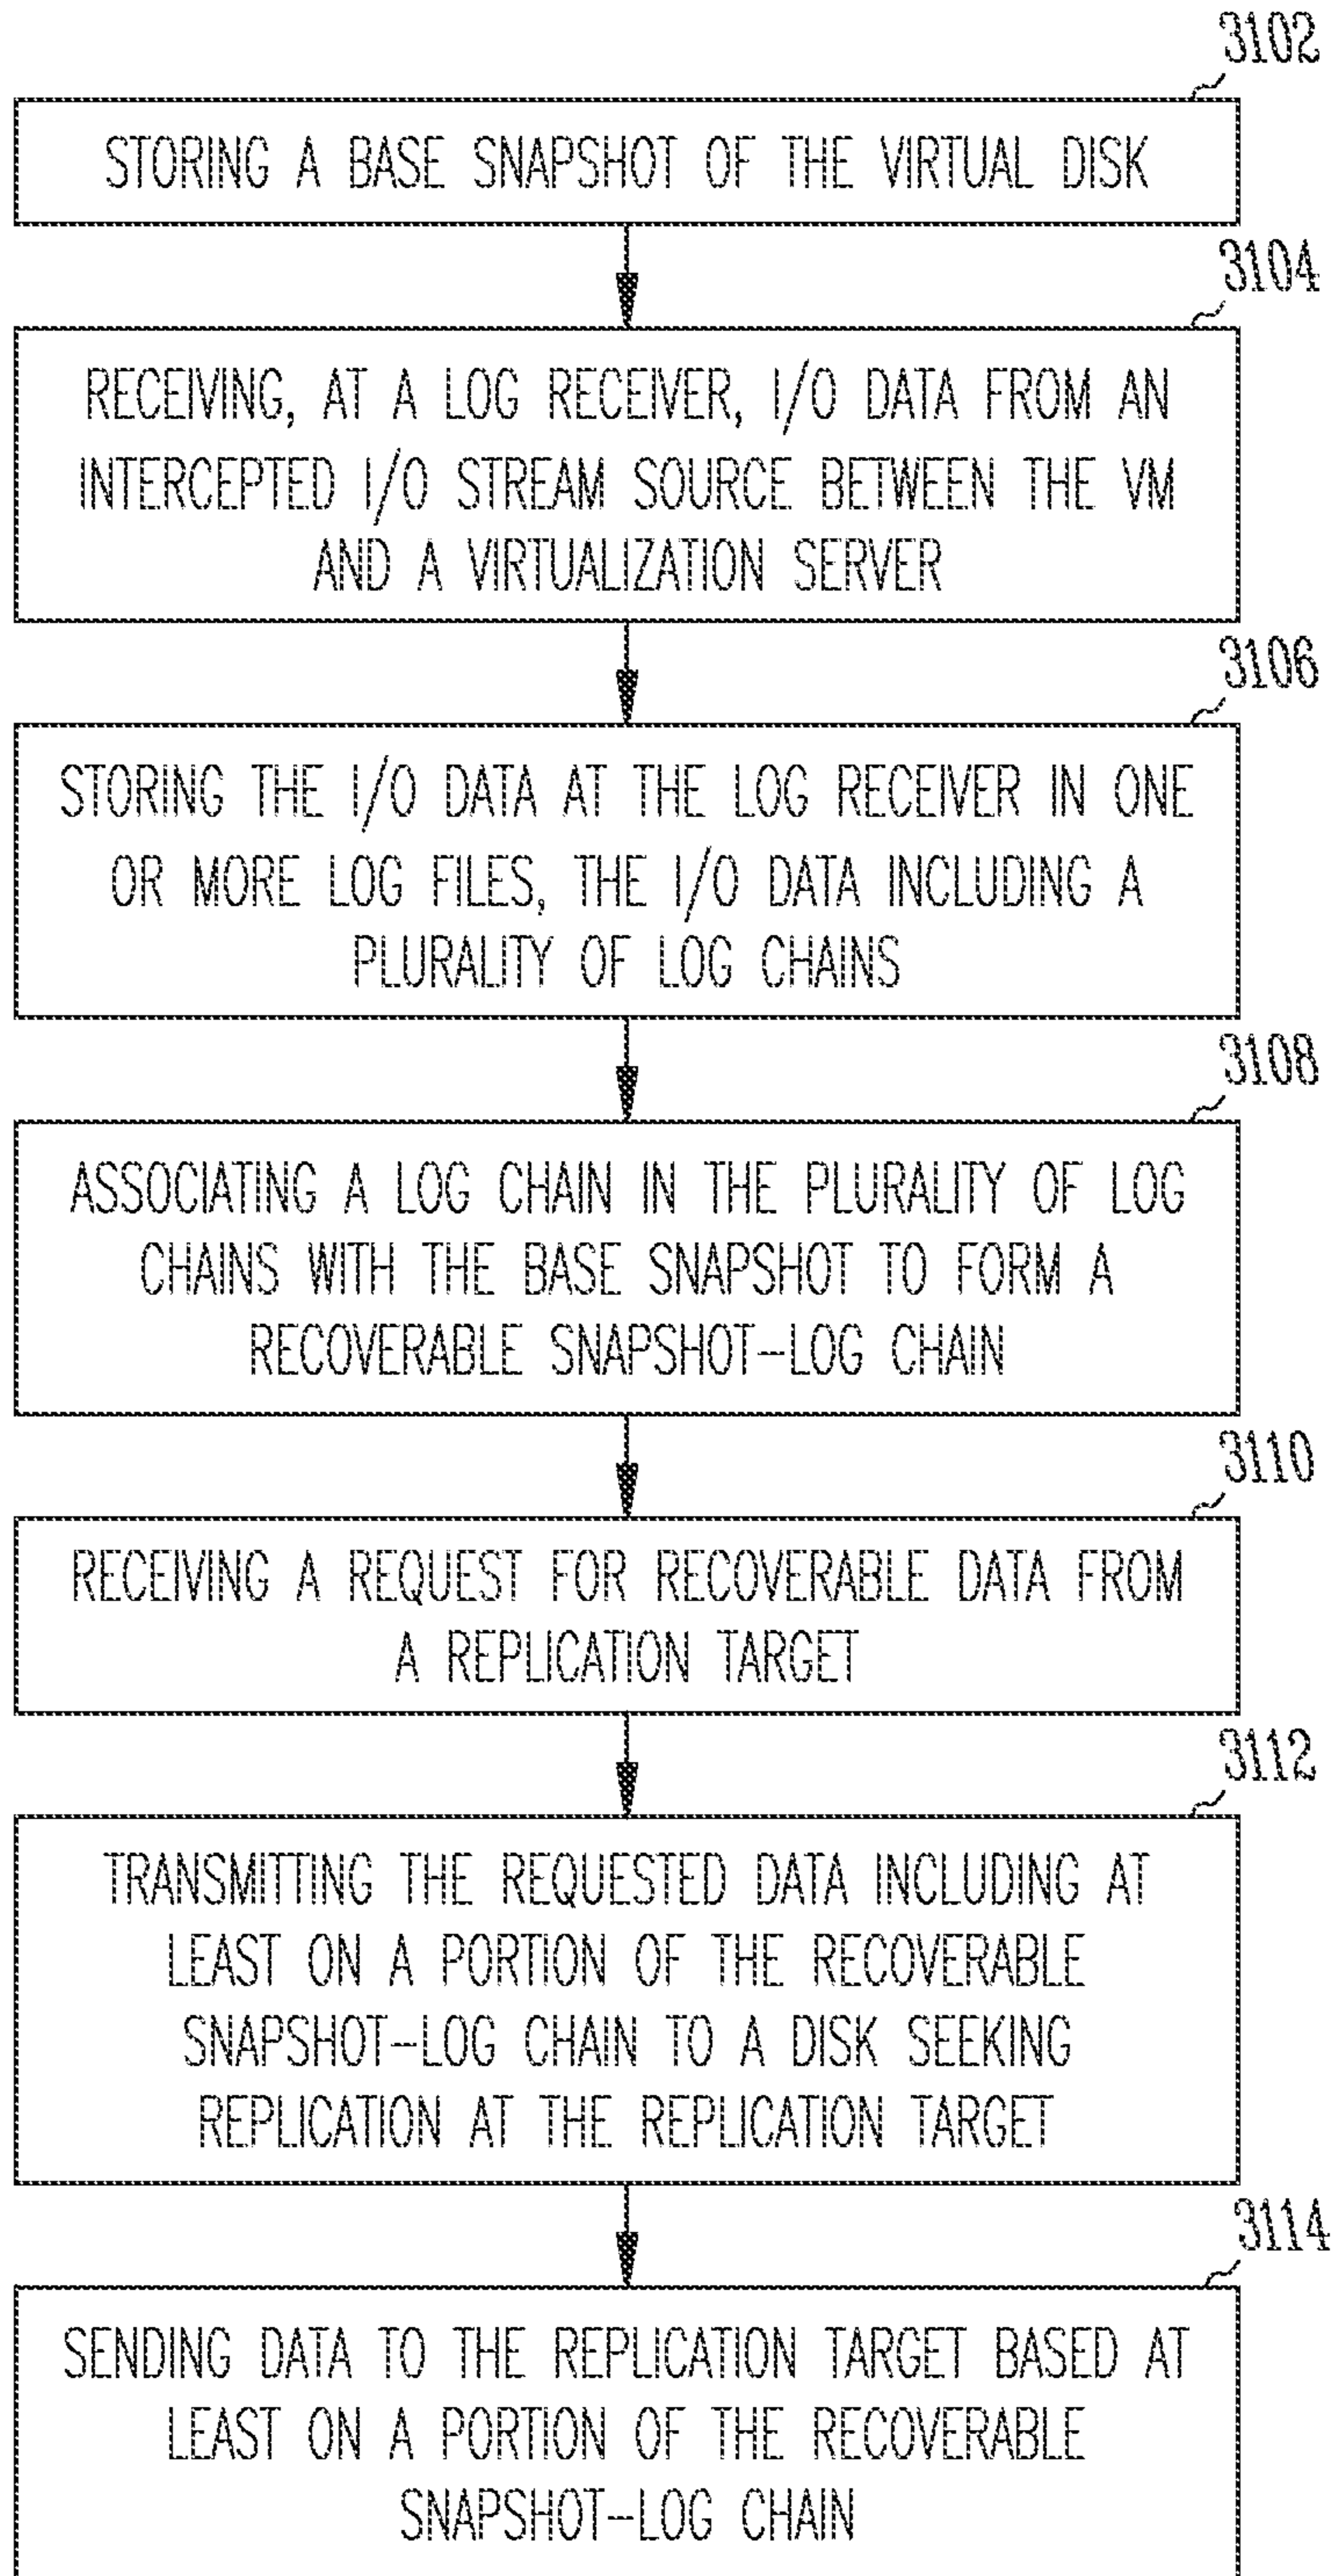 3102
STORING A BASE SNAPSHOT OF THE VIRTUAL DISK
3104
RECEIVING, AT A LOG RECEIVER, I/O DATA FROM AN
INTERCEPTED I/O STREAM SOURCE BETWEEN THE VM
AND A VIRTUALIZATION SERVER
3106
STORING THE I/O DATA AT THE LOG RECEIVER IN ONE
OR MORE LOG FILES, THE I/O DATA INCLUDING A
PLURALITY OF LOG CHAINS
3108
ASSOCIATING A LOG CHAIN IN THE PLURALITY OF LOG
CHAINS WITH THE BASE SNAPSHOT TO FORM A
RECOVERABLE SNAPSHOT-LOG CHAIN
3110
RECEIVING A REQUEST FOR RECOVERABLE DATA FROM
A REPLICATION TARGET
3112
TRANSMITTING THE REQUESTED DATA INCLUDING AT
LEAST ON A PORTION OF THE RECOVERABLE
SNAPSHOT-LOG CHAIN TO A DISK SEEKING
REPLICATION AT THE REPLICATION TARGET
3114
SENDING DATA TO THE REPLICATION TARGET BASED AT
LEAST ON A PORTION OF THE RECOVERABLE
SNAPSHOT-LOG CHAIN